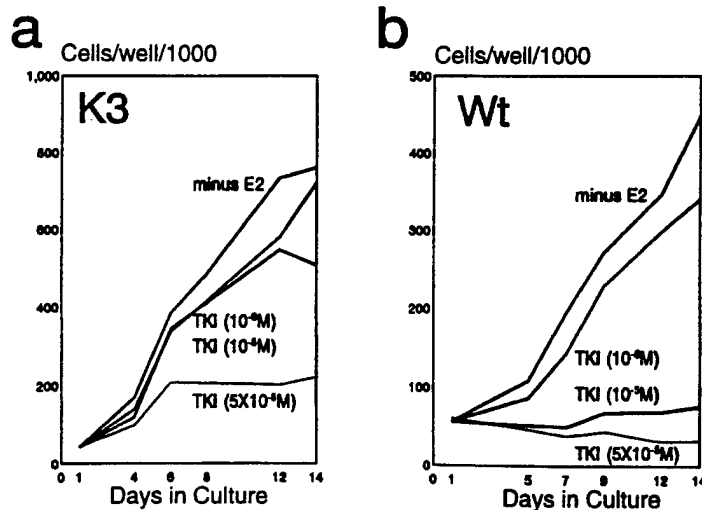 a
Cells/well/1000
1,000
K3
800
minus E2
600
400
TKI (10⁻⁶M)
TKI (10⁻⁵M)
200
TKI (5X10⁻⁵M)
0
0 1 4 6 8 12 14
Days in Culture
b
Cells/well/1000
500
Wt
400
minus E2
300
200
TKI (10⁻⁶M)
100
TKI (10⁻⁵M)
TKI (5X10⁻⁵M)
0
0 1 5 7 9 12 14
Days in Culture